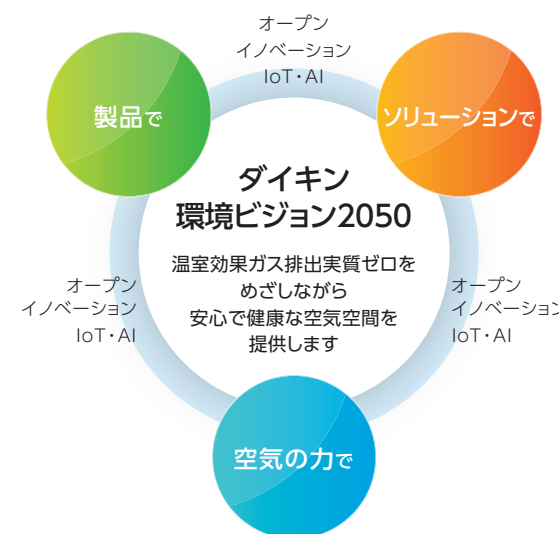 オープン
イノベーション
IoT・AI
製品で
ソリューションで
ダイキン
環境ビジョン2050
温室効果ガス排出実質ゼロを
めざしながら
安心で健康な空気空間を
提供します
オープン
イノベーション
IoT・AI
オープン
イノベーション
IoT・AI
空気の力で